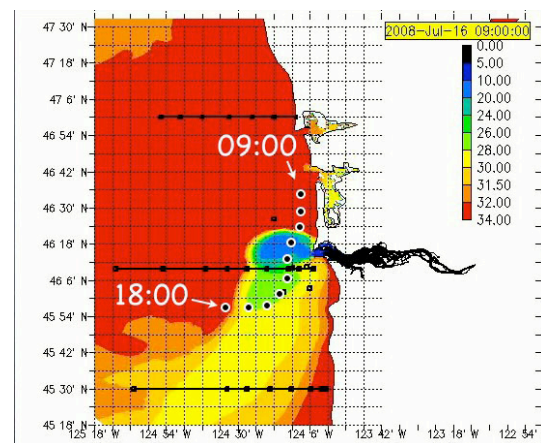 2008-Jul-16 09:00:00
47 30' N
47 18' N
47 6' N
46 54' N
46 42' N
46 30' N
46 18' N
46 6' N
45 54' N
45 42' N
45 30' N
45 18' N
09:00
18:00
0.00
5.00
10.00
20.00
24.00
26.00
28.00
30.00
31.50
32.00
34.00
125 18' W 124 54' W 124 30' W 124 6' W 123 42' W 123 18' W 122 54' W